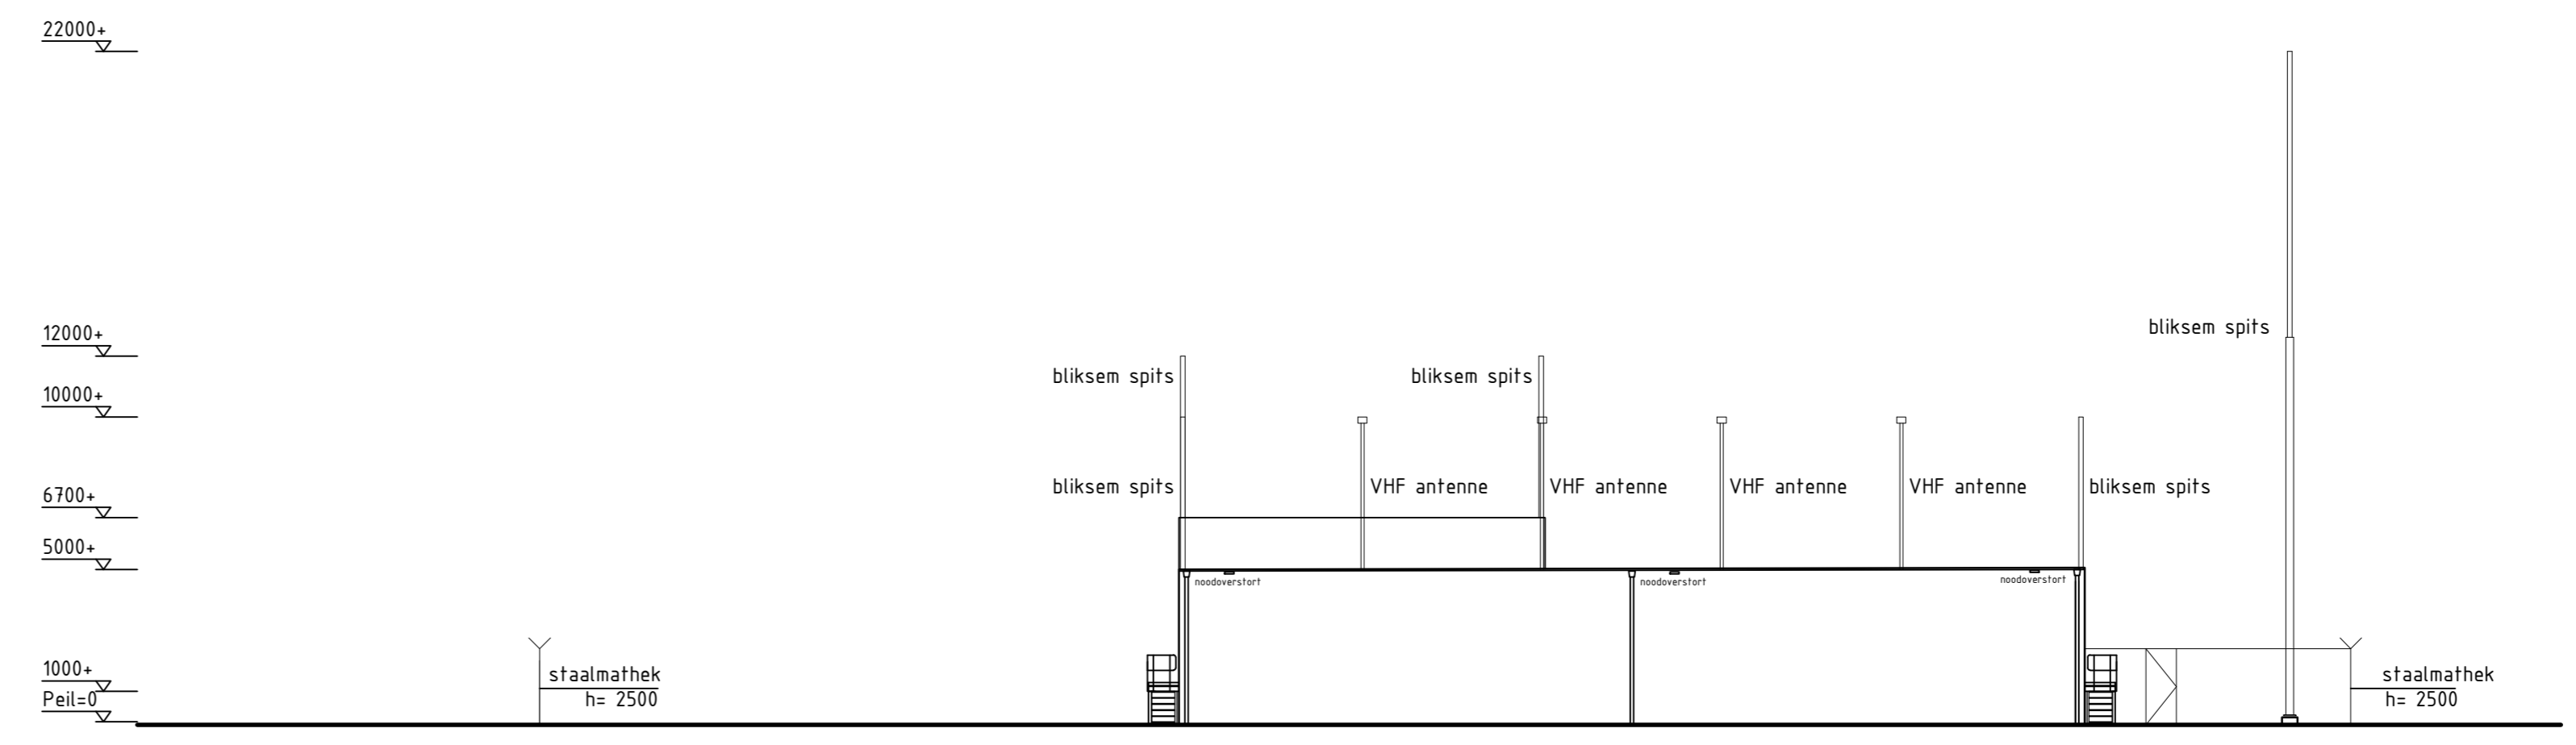 22000+
12000+
10000+
6700+
5000+
1000+
Peil=0
bliksem spits
bliksem spits
bliksem spits
bliksem spits
VHF antenne
VHF antenne
VHF antenne
VHF antenne
bliksem spits
noodoverstort
noodoverstort
noodoverstort
staalmathek
h= 2500
staalmathek
h= 2500